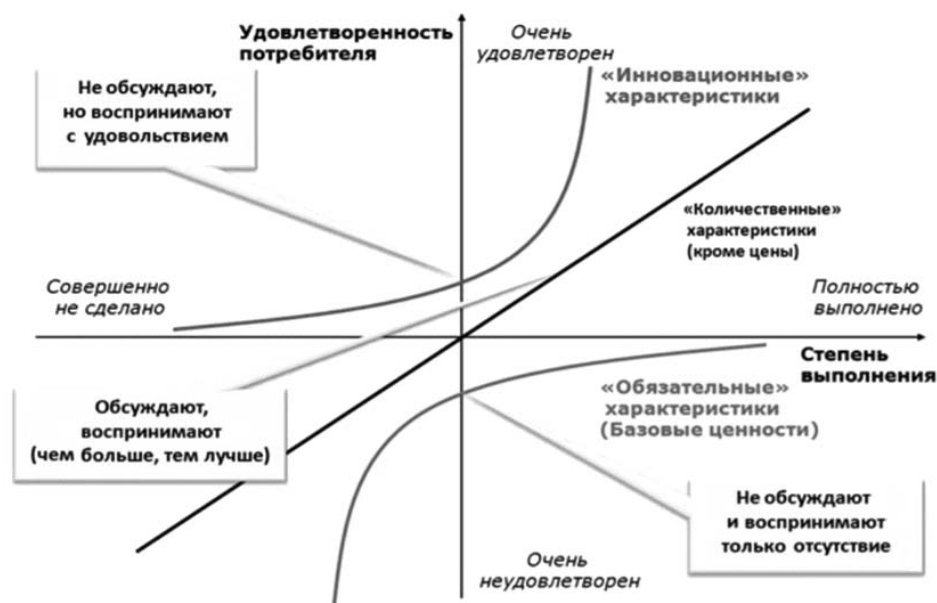 Удовлетворенность
потребителя
Очень
удовлетворен
«Инновационные»
характеристики
Не обсуждают,
но воспринимают
с удовольствием
«Количественные»
характеристики
(кроме цены)
Совершенно
не сделано
Полностью
выполнено
Степень
выполнения
«Обязательные»
характеристики
(Базовые ценности)
Обсуждают,
воспринимают
(чем больше, тем лучше)
Не обсуждают
и воспринимают
только отсутствие
Очень
неудовлетворен